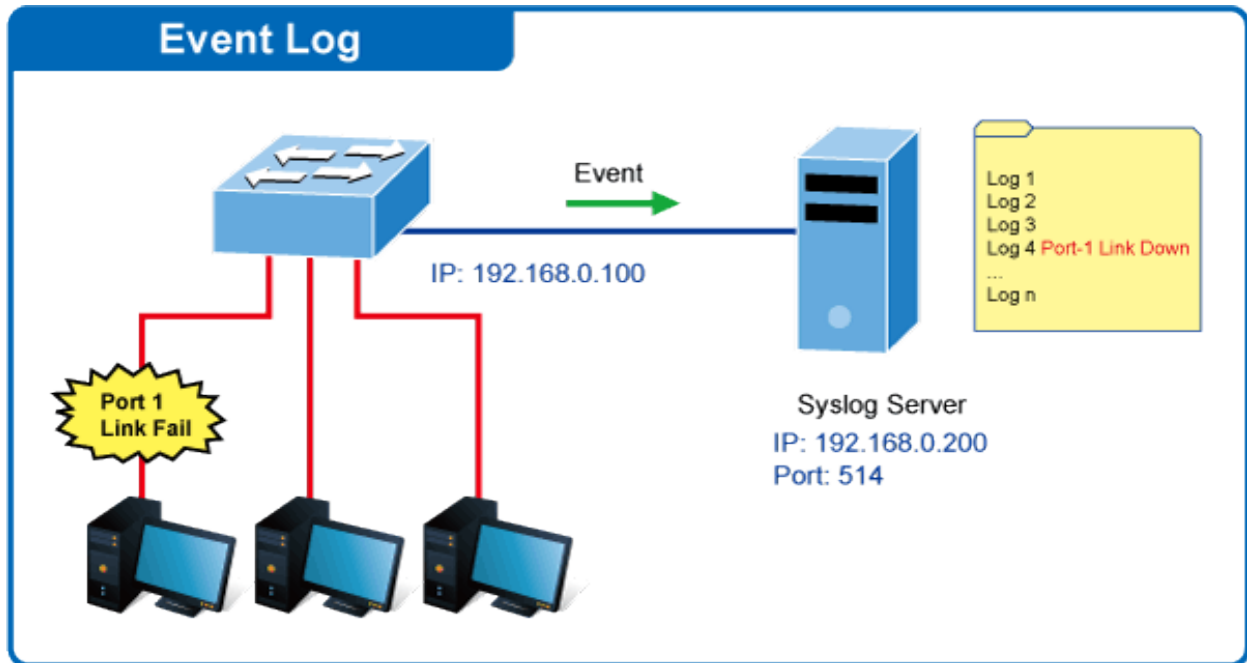 Event Log
Event
IP: 192.168.0.100
Port 1
Link Fail
Log 1
Log 2
Log 3
Log 4 Port-1 Link Down
...
Log n
Syslog Server
IP: 192.168.0.200
Port: 514